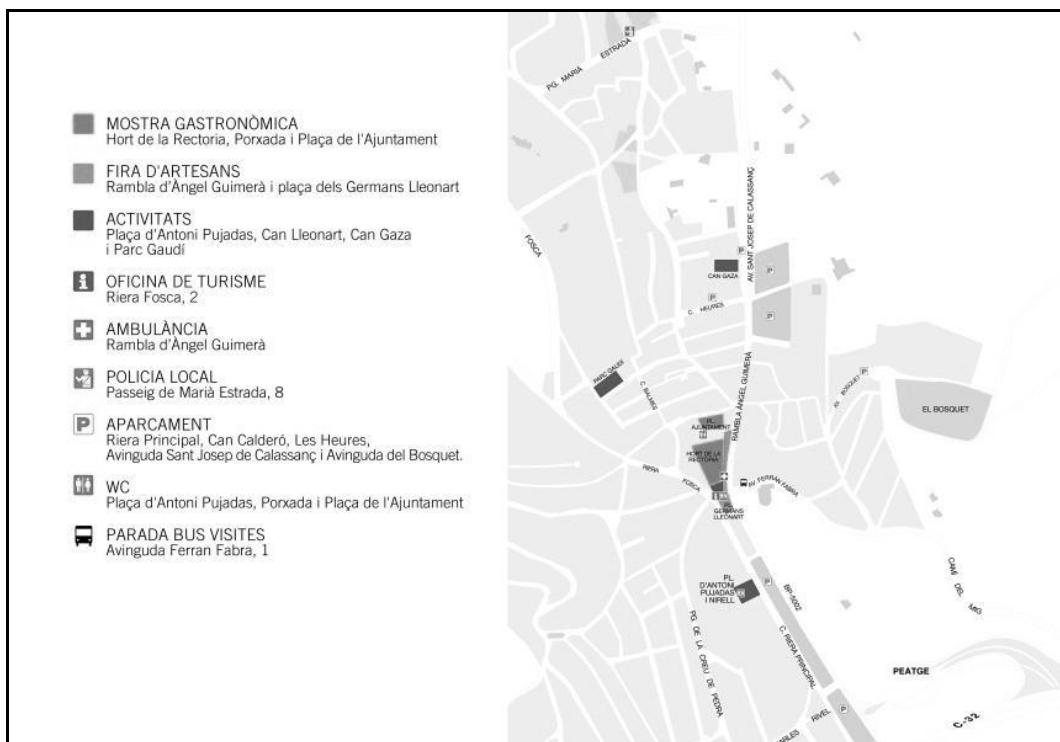 MOSTRA GASTRONÒMICA
Hort de la Rectoria, Porxada i Plaça de l'Ajuntament
FIRA D'ARTESANS
Rambla d'Àngel Guimerà i plaça dels Germans Lleonart
ACTIVITATS
Plaça d'Antoni Pujadas, Can Lleonart, Can Gaza
i Parc Gaudí
OFICINA DE TURISME
Riera Fosca, 2
AMBULÀNCIA
Rambla d'Àngel Guimerà
POLICIA LOCAL
Passeig de Marià Estrada, 8
P
APARCAMENT
Riera Principal, Can Calderó, Les Heures,
Avinguda Sant Josep de Calassanç i Avinguda del Bosquet.
WC
Plaça d'Antoni Pujadas, Porxada i Plaça de l'Ajuntament
PARADA BUS VISITES
Avinguda Ferran Fabra, 1
PG. MARIÀ ESTRADA
FOSCA
AV. SANT JOSEP DE CALASSANÇ
P
P
CAN GAZA
P
C. HEURES
P
PARC GAUDÍ
C. BALMES
RAMBLA ÀNGEL GUIMERÀ
AV. BOSQUET
P
EL BOSQUET
PL. AJUNTAMENT
HORT DE LA
RECTORIA
RIERA FOSCA
AV. FERRAN FABRA
PL.
GERMANS
LLEONART
PL.
D'ANTONI
PUJADAS
I NIRELL
P
BP-5002
C. RIERA PRINCIPAL
PG. DE LA CREU DE PEDRA
CAMÍ DEL MIG
PEATGE
C-32
P
RIVEL